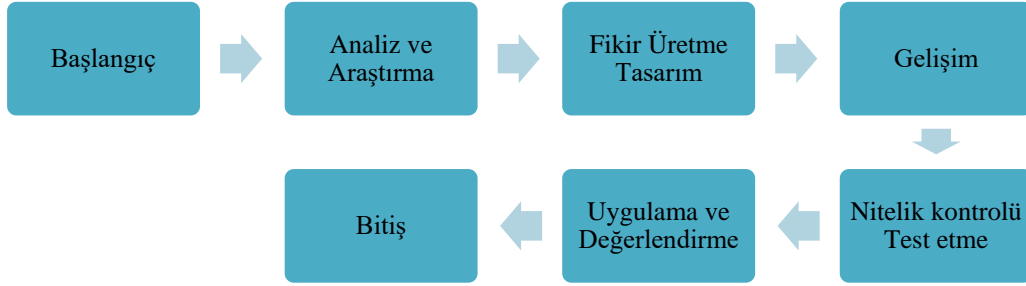 Başlangıç
Analiz ve
Araştırma
Fikir Üretme
Tasarım
Gelişim
Nitelik kontrolü
Test etme
Uygulama ve
Değerlendirme
Bitiş